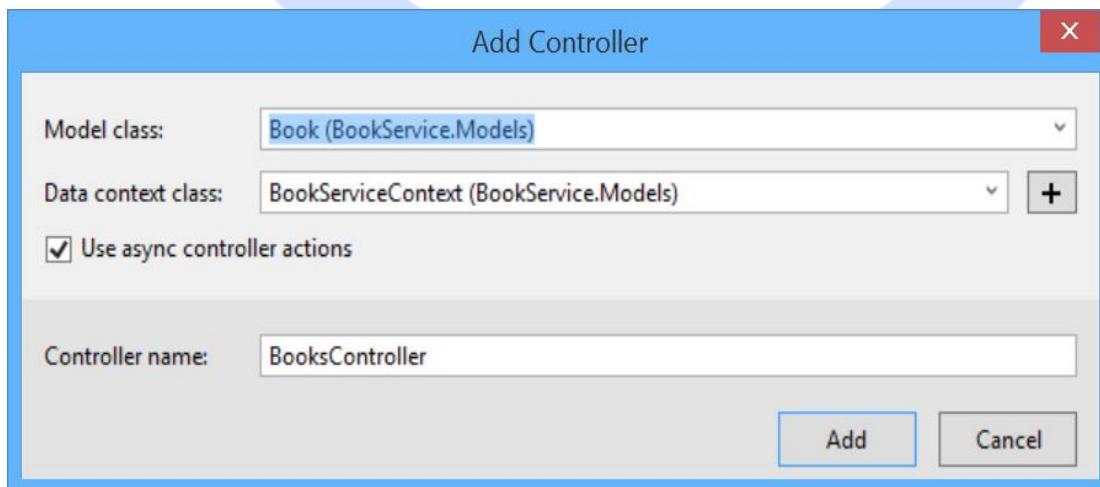 Add Controller
X
Model class:
Book (BookService.Models)
Data context class:
BookServiceContext (BookService.Models)
+
Use async controller actions
Controller name:
BooksController
Add
Cancel